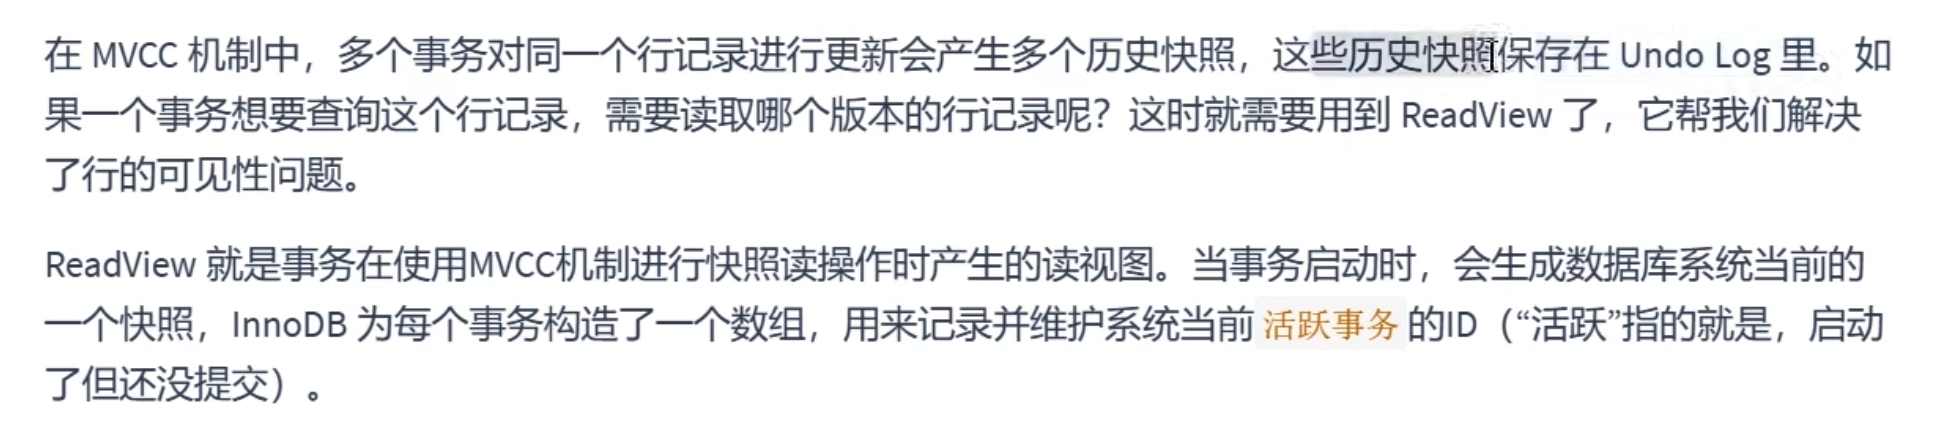 在 MVCC 机制中，多个事务对同一个行记录进行更新会产生多个历史快照，这些历史快照保存在 Undo Log 里。如
果一个事务想要查询这个行记录，需要读取哪个版本的行记录呢？这时就需要用到 ReadView 了，它帮我们解决
了行的可见性问题。
ReadView 就是事务在使用MVCC机制进行快照读操作时产生的读视图。当事务启动时，会生成数据库系统当前的
一个快照，InnoDB 为每个事务构造了一个数组，用来记录并维护系统当前 活跃事务 的ID（“活跃”指的就是，启动
了但还没提交）。